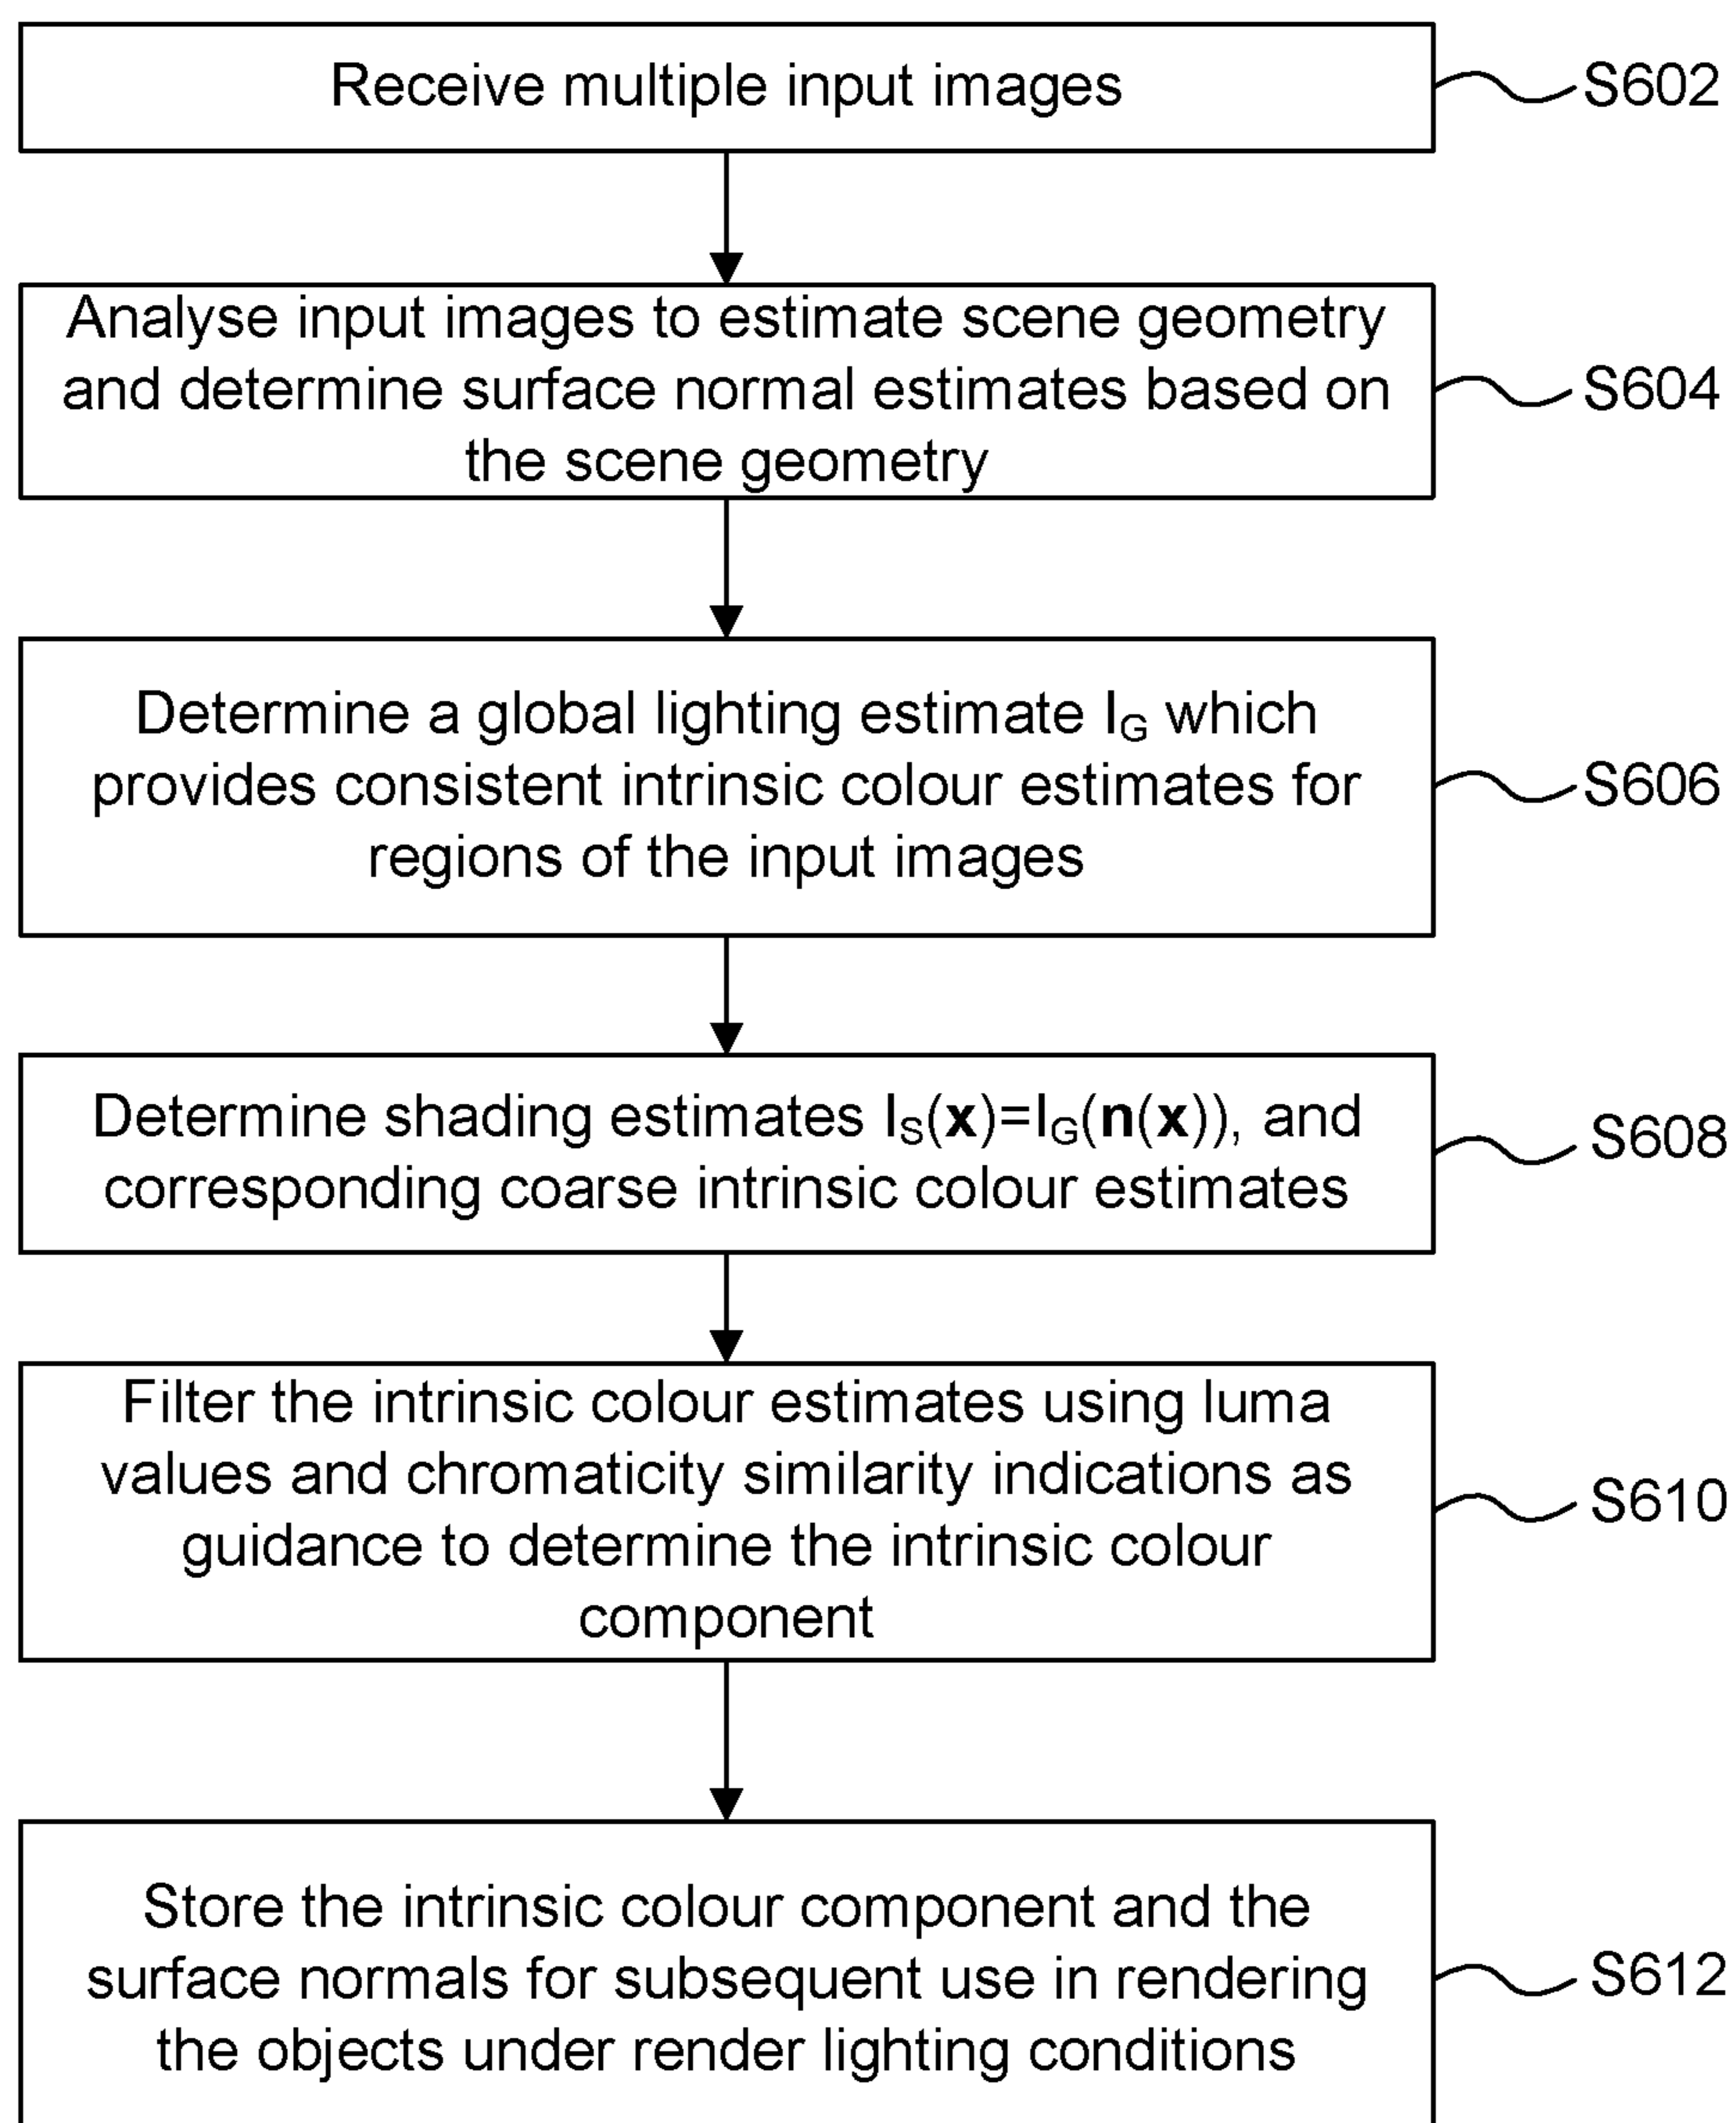 Receive multiple input images
S602
Analyse input images to estimate scene geometry
and determine surface normal estimates based on
the scene geometry
S604
Determine a global lighting estimate I_G which
provides consistent intrinsic colour estimates for
regions of the input images
S606
Determine shading estimates I_S(x)=I_G(n(x)), and
corresponding coarse intrinsic colour estimates
S608
Filter the intrinsic colour estimates using luma
values and chromaticity similarity indications as
guidance to determine the intrinsic colour
component
S610
Store the intrinsic colour component and the
surface normals for subsequent use in rendering
the objects under render lighting conditions
S612